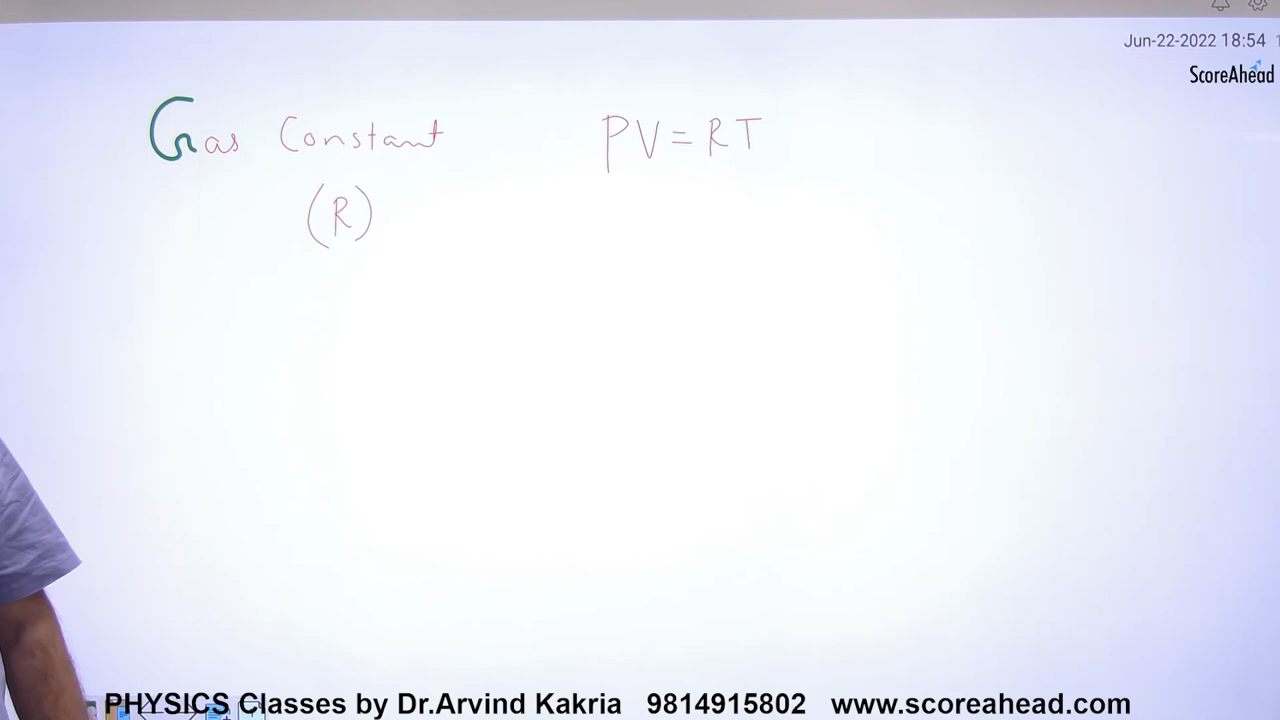 Jun-22-2022 18:54
ScoreAhead
Gas Constant PV=RT
(R)
PHYSICS Classes by Dr.Arvind Kakria 9814915802 www.scoreahead.com